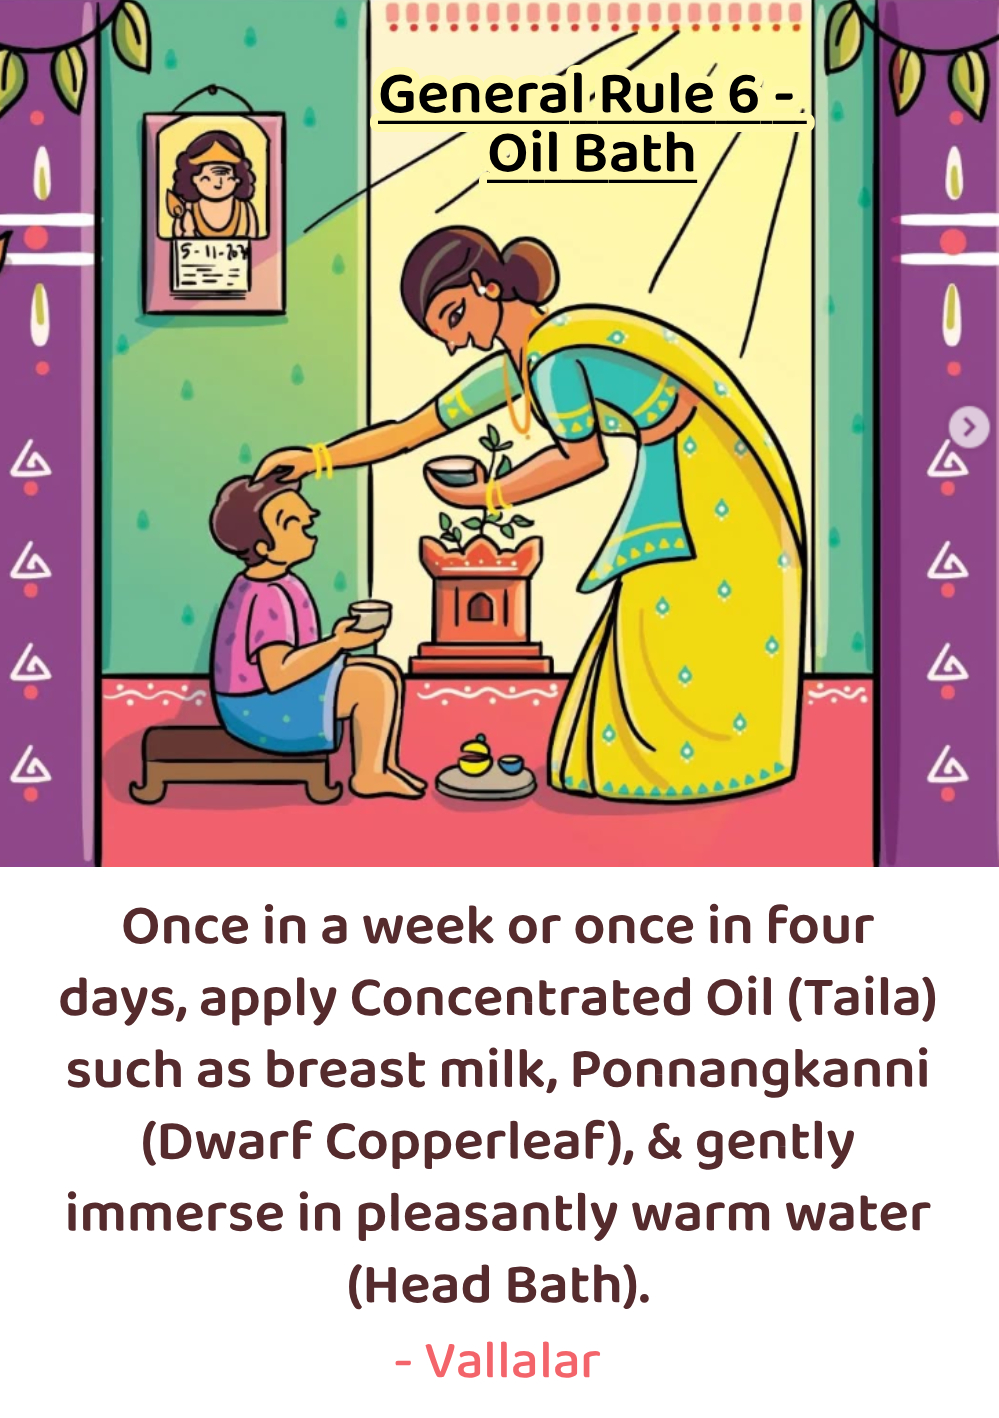 General Rule 6 -
Oil Bath
Once in a week or once in four
days, apply Concentrated Oil (Taila)
such as breast milk, Ponnangkanni
(Dwarf Copperleaf), & gently
immerse in pleasantly warm water
(Head Bath).
- Vallalar